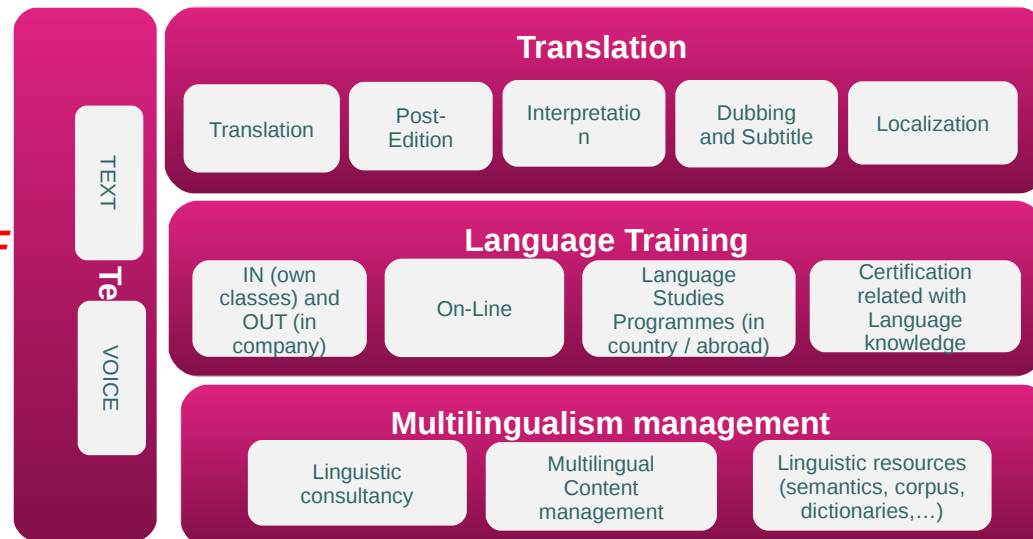 Translation
Translation
Post-
Edition
Interpretatio
n
Dubbing
and Subtitle
Localization
TEXT
Te
VOICE
F
Language Training
IN (own
classes) and
OUT (in
company)
On-Line
Language
Studies
Programmes (in
country / abroad)
Certification
related with
Language
knowledge
Multilingualism management
Linguistic
consultancy
Multilingual
Content
management
Linguistic resources
(semantics, corpus,
dictionaries,...)